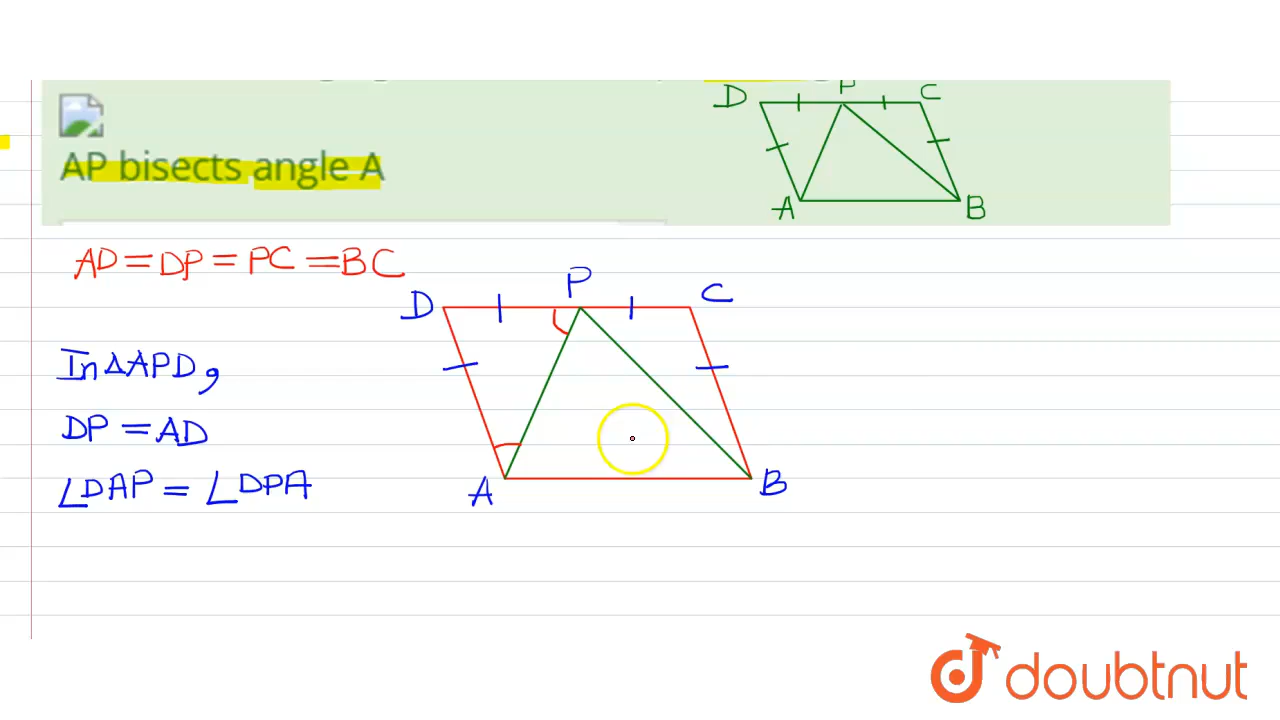 D P C
AP bisects angle A
A B
AD = DP = PC = BC
D P C
In ΔAPD,
DP = AD
∠DAP = ∠DPA
A B
doubtnut